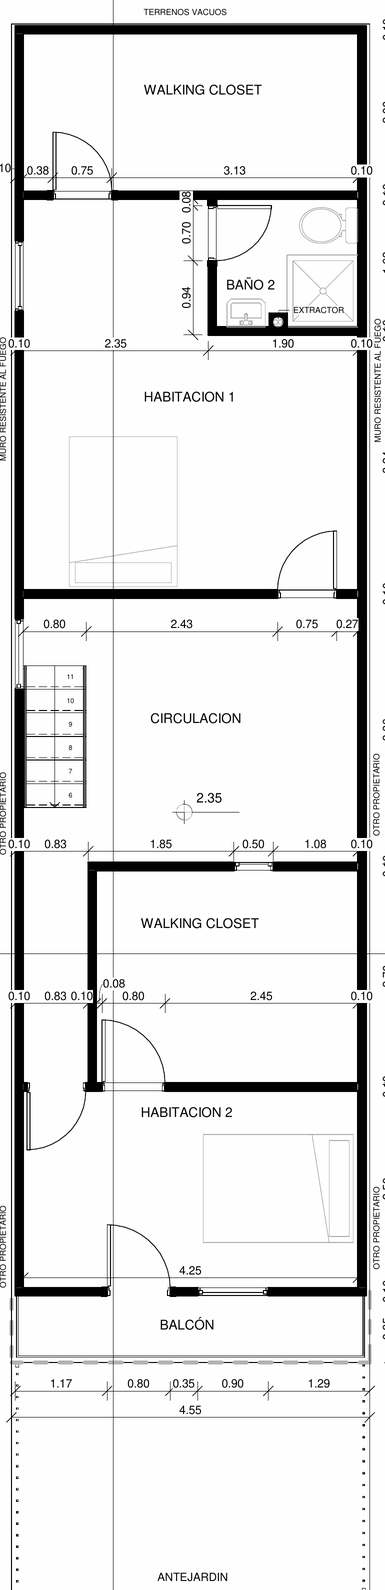 TERRENOS VACUOS
WALKING CLOSET
10 0.38 0.75 3.13 0.10
0.08
0.70
BAÑO 2
0.94
EXTRACTOR
0.10 2.35 1.90 0.10
MURO RESISTENTE AL FUEGO
MURO RESISTENTE AL FUEGO
HABITACION 1
0.80 2.43 0.75 0.27
11
10
9
8
7
6
CIRCULACION
2.35
OTRO PROPIETARIO
OTRO PROPIETARIO
0.10 0.83 1.85 0.50 1.08 0.10
WALKING CLOSET
0.08
0.10 0.83 0.10 0.80 2.45 0.10
HABITACION 2
OTRO PROPIETARIO
OTRO PROPIETARIO
4.25
BALCÓN
1.17 0.80 0.35 0.90 1.29
4.55
ANTEJARDIN